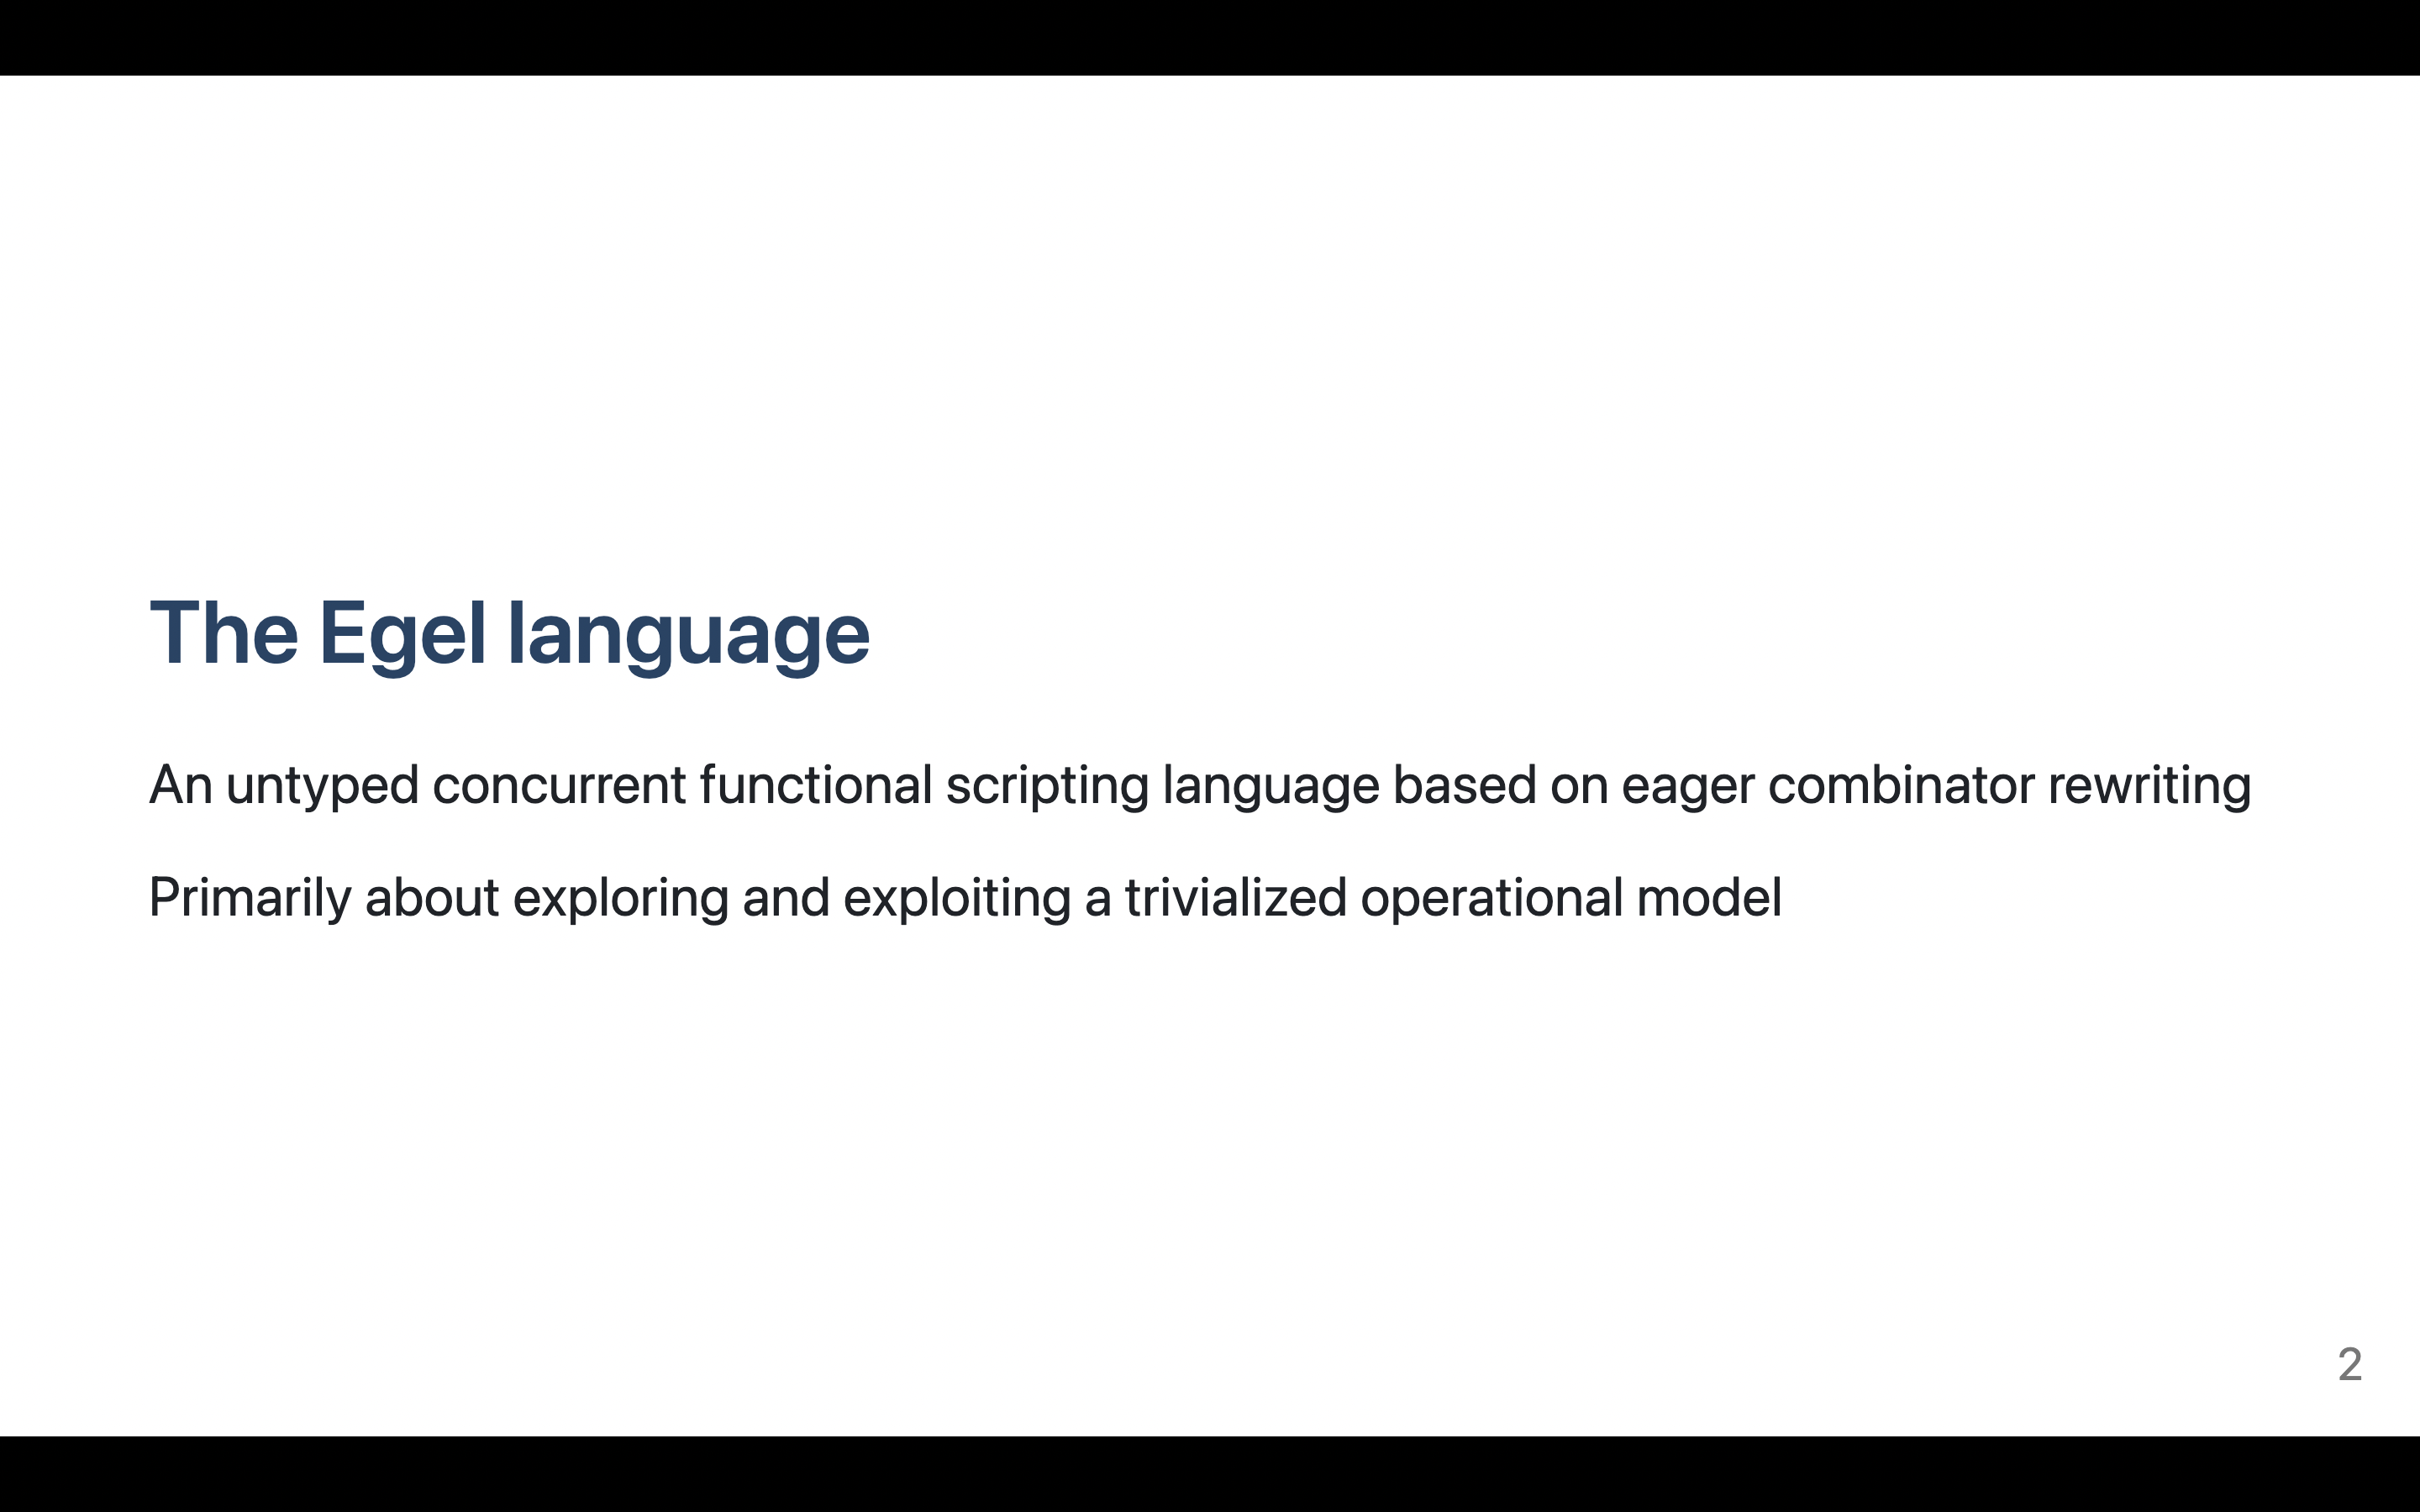 The Egel language
An untyped concurrent functional scripting language based on eager combinator rewriting
Primarily about exploring and exploiting a trivialized operational model
2